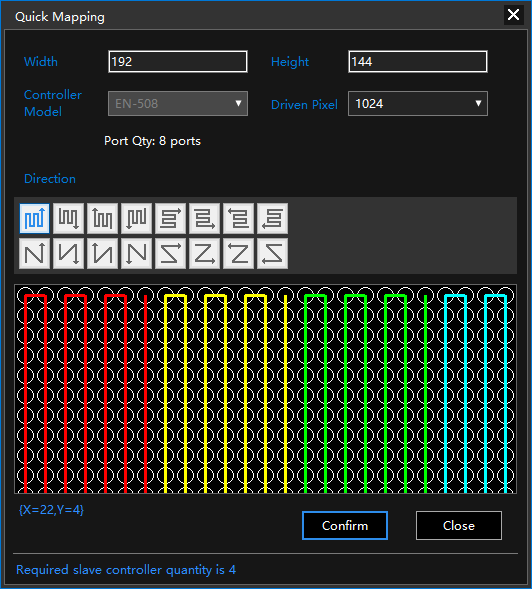 Quick Mapping
Width 192 Height 144
Controller Model EN-508 Driven Pixel 1024
Port Qty: 8 ports
Direction
{X=22,Y=4}
Confirm Close
Required slave controller quantity is 4